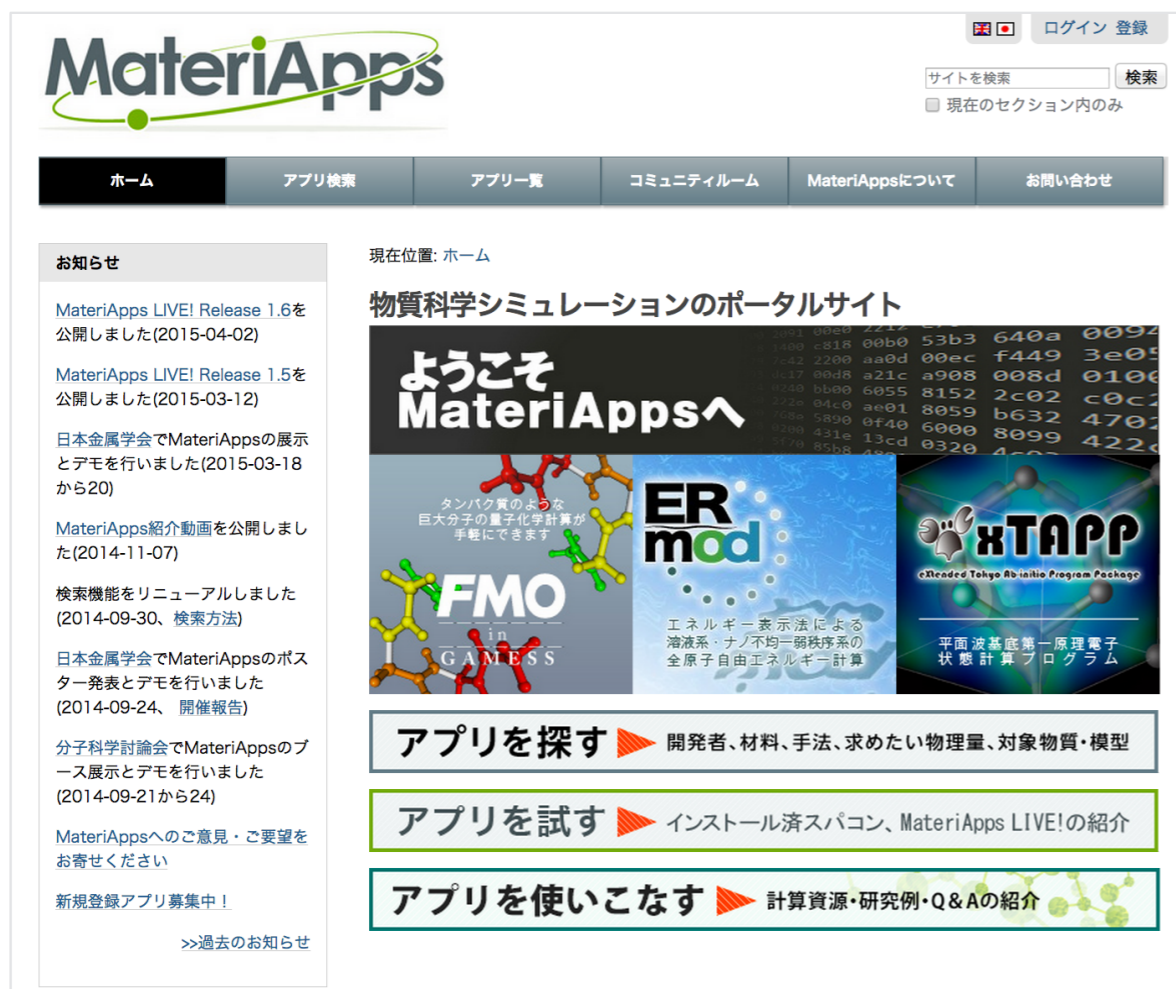 MateriApps
ログイン 登録
サイトを検索
検索
現在のセクション内のみ
ホーム
アプリ検索
アプリ一覧
コミュニティルーム
MateriAppsについて
お問い合わせ
お知らせ
MateriApps LIVE! Release 1.6を
公開しました(2015-04-02)
MateriApps LIVE! Release 1.5を
公開しました(2015-03-12)
日本金属学会でMateriAppsの展示
とデモを行いました(2015-03-18
から20)
MateriApps紹介動画を公開しまし
た(2014-11-07)
検索機能をリニューアルしました
(2014-09-30、検索方法)
日本金属学会でMateriAppsのポス
ター発表とデモを行いました
(2014-09-24、 開催報告)
分子科学討論会でMateriAppsのブ
ース展示とデモを行いました
(2014-09-21から24)
MateriAppsへのご意見・ご要望を
お寄せください
新規登録アプリ募集中！
>>過去のお知らせ
現在位置: ホーム
物質科学シミュレーションのポータルサイト
ようこそ
MateriAppsへ
タンパク質のような
巨大分子の量子化学計算が
手軽にできます
FMO
in
GAMESS
ER
mod
エネルギー表示法による
溶液系・ナノ不均一弱秩序系の
全原子自由エネルギー計算
xTAPP
eXtended Tokyo Ab-initio Program Package
平面波基底第一原理電子
状態計算プログラム
アプリを探す 開発者、材料、手法、求めたい物理量、対象物質・模型
アプリを試す インストール済スパコン、MateriApps LIVE!の紹介
アプリを使いこなす 計算資源・研究例・Q&Aの紹介